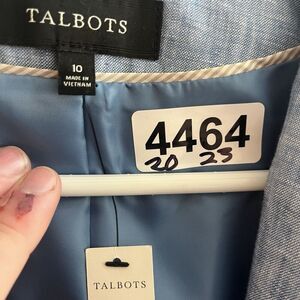 TALBOTS
10
MADE IN
VIETNAM
4464
20 23
TALBOTS